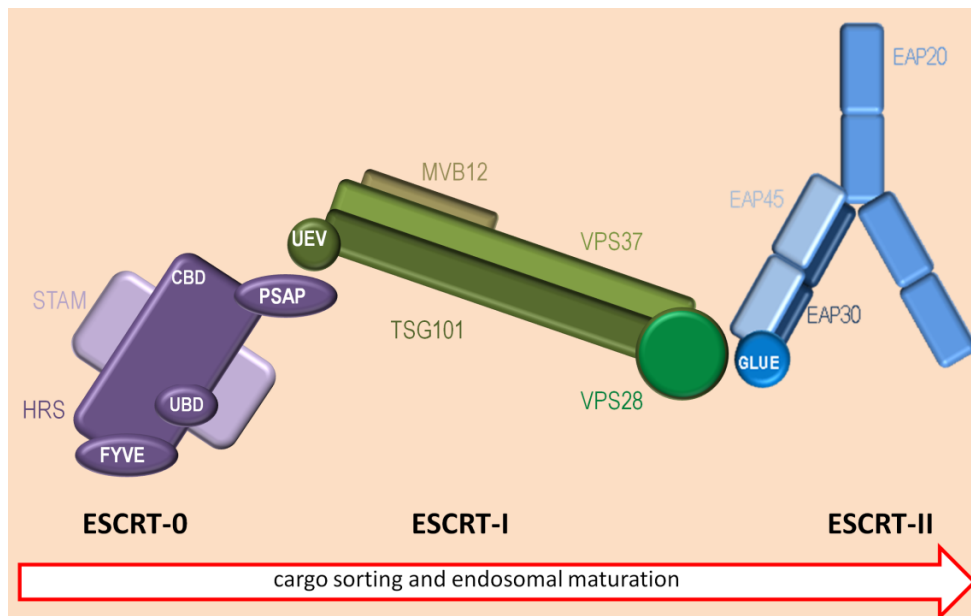 EAP20
MVB12
EAP45
UEV
VPS37
CBD
STAM
PSAP
EAP30
TSG101
GLUE
HRS
UBD
VPS28
FYVE
ESCRT-0
ESCRT-I
ESCRT-II
cargo sorting and endosomal maturation